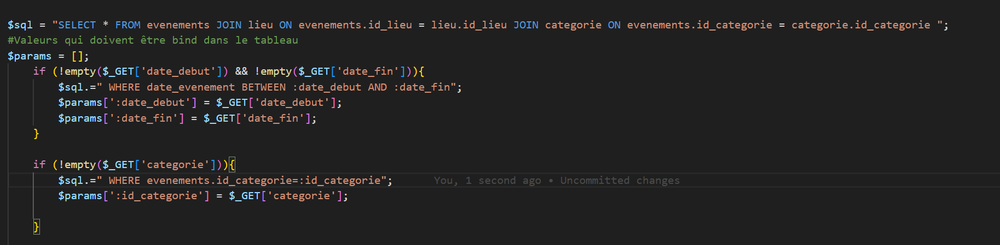 $sql = "SELECT * FROM evenements JOIN lieu ON evenements.id_lieu = lieu.id_lieu JOIN categorie ON evenements.id_categorie = categorie.id_categorie ";
#Valeurs qui doivent être bind dans le tableau
$params = [];
if (!empty($_GET['date_debut']) && !empty($_GET['date_fin'])){
$sql.=" WHERE date_evenement BETWEEN :date_debut AND :date_fin";
$params[':date_debut'] = $_GET['date_debut'];
$params[':date_fin'] = $_GET['date_fin'];
}
if (!empty($_GET['categorie'])){
$sql.=" WHERE evenements.id_categorie=:id_categorie"; You, 1 second ago • Uncommitted changes
$params[':id_categorie'] = $_GET['categorie'];
}